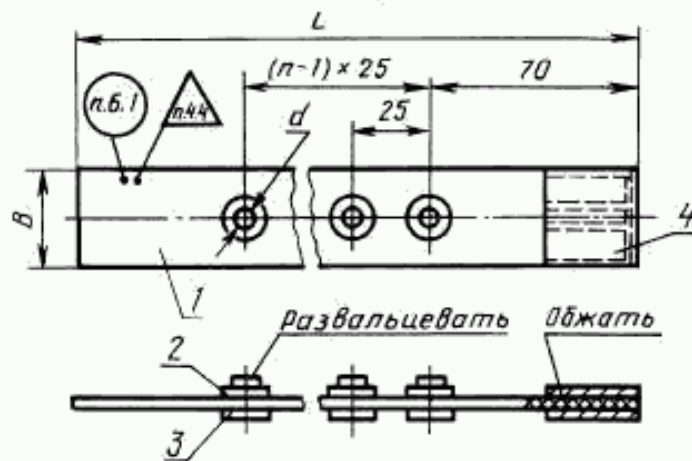 L
(n-1) × 25
70
п.6.1
п.4.4
d
25
B
4
1
Развальцевать
Обжать
2
3